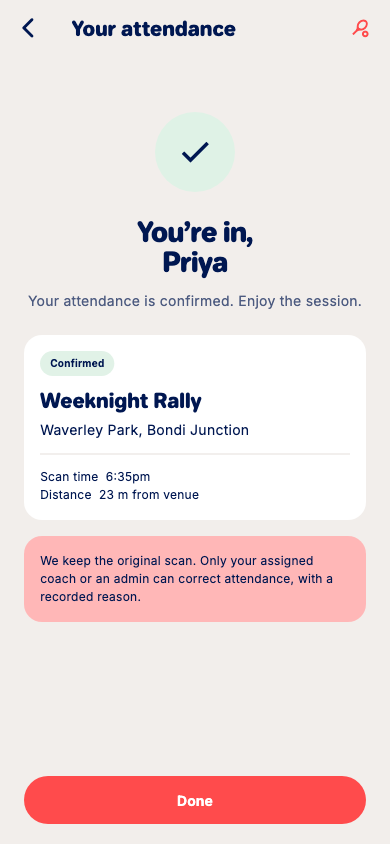 Your attendance
You’re in,
Priya
Your attendance is confirmed. Enjoy the session.
Confirmed
Weeknight Rally
Waverley Park, Bondi Junction
Scan time 6:35pm
Distance 23 m from venue
We keep the original scan. Only your assigned
coach or an admin can correct attendance, with a
recorded reason.
Done